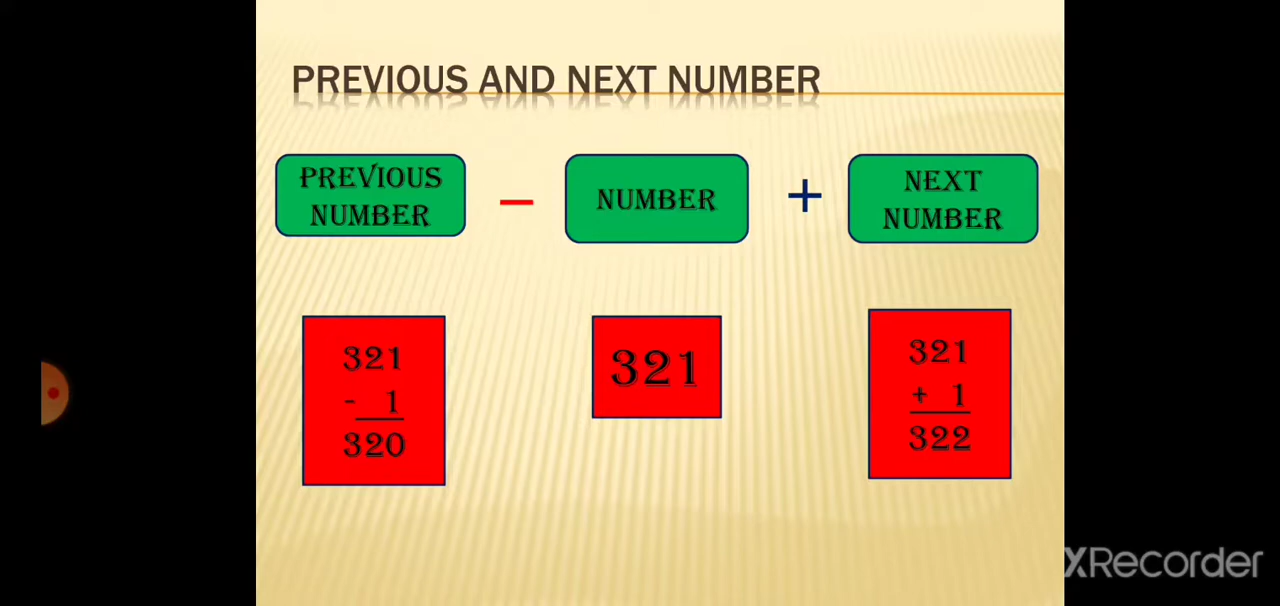 PREVIOUS AND NEXT NUMBER
PREVIOUS
NUMBER
–
NUMBER
+
NEXT
NUMBER
321
- 1
320
321
321
+ 1
322
XRecorder